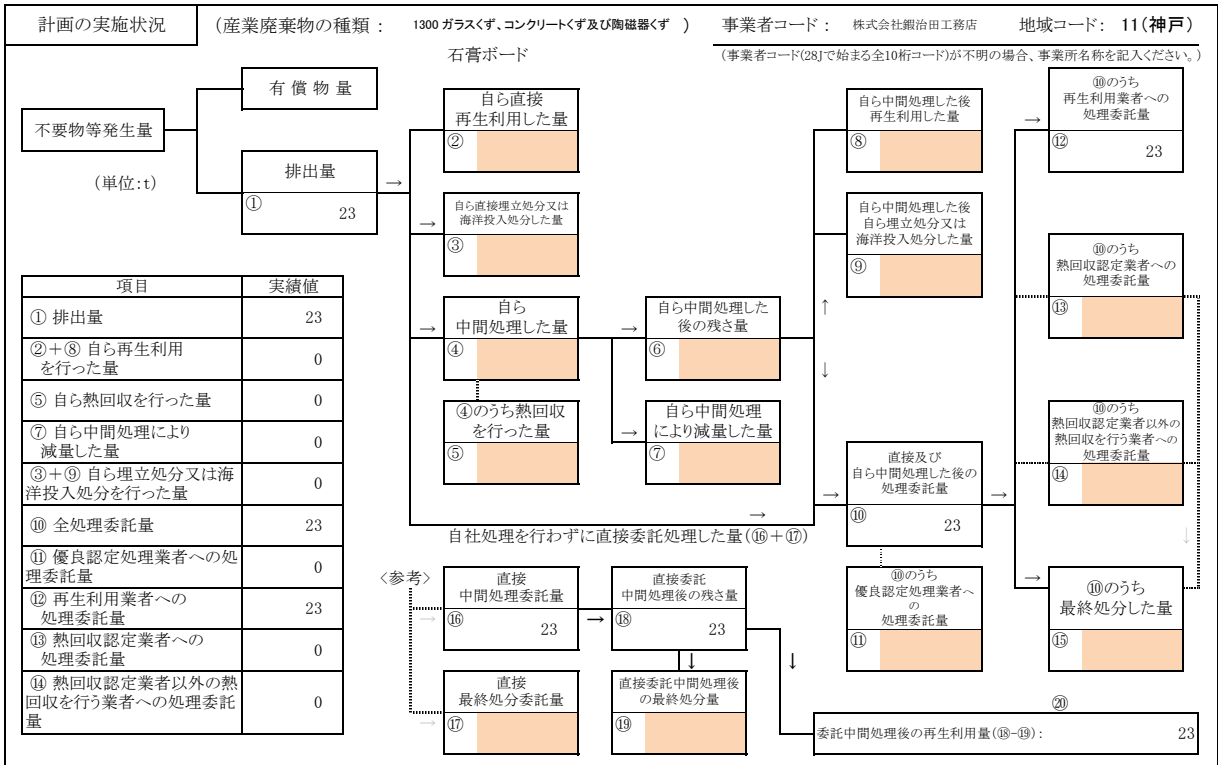 計画の実施状況
(産業廃棄物の種類: 1300 ガラスくず、コンクリートくず及び陶磁器くず )
事業者コード: 株式会社鍜治田工務店
地域コード: 11(神戸)
石膏ボード
(事業者コード(28Jで始まる全10桁コード)が不明の場合、事業所名称を記入ください。)
不要物等発生量
(単位:t)
有償物量
排出量
→
① 23
自ら直接
再生利用した量
②
→
自ら直接埋立処分又は
海洋投入処分した量
③
→
自ら
中間処理した量
④
④のうち熱回収
を行った量
⑤
→
自ら中間処理した
後の残さ量
⑥
→
自ら中間処理
により減量した量
⑦
自ら中間処理した後
再生利用した量
⑧
自ら中間処理した後
自ら埋立処分又は
海洋投入処分した量
⑨
↑
↓
→
自社処理を行わずに直接委託処理した量(⑯+⑰)
→
直接及び
自ら中間処理した後の
処理委託量
⑩ 23
→
⑩のうち
優良認定処理業者へ
の
処理委託量
⑪
→
⑩のうち
再生利用業者への
処理委託量
⑫ 23
⑩のうち
熱回収認定業者への
処理委託量
⑬
⑩のうち
熱回収認定業者以外の
熱回収を行う業者への
処理委託量
⑭
↓
→
⑩のうち
最終処分した量
⑮
項目 実績値
① 排出量 23
②+⑧ 自ら再生利用
を行った量 0
⑤ 自ら熱回収を行った量 0
⑦ 自ら中間処理により
減量した量 0
③+⑨ 自ら埋立処分又は海
洋投入処分を行った量 0
⑩ 全処理委託量 23
⑪ 優良認定処理業者への処
理委託量 0
⑫ 再生利用業者への
処理委託量 23
⑬ 熱回収認定業者への
処理委託量 0
⑭ 熱回収認定業者以外の熱
回収を行う業者への処理委託
量 0
〈参考〉
→
直接
中間処理委託量
⑯ 23
→
直接委託
中間処理後の残さ量
⑱ 23
↓
↓
→
直接
最終処分委託量
⑰
直接委託中間処理後
の最終処分量
⑲
⑳
委託中間処理後の再生利用量(⑱-⑲): 23